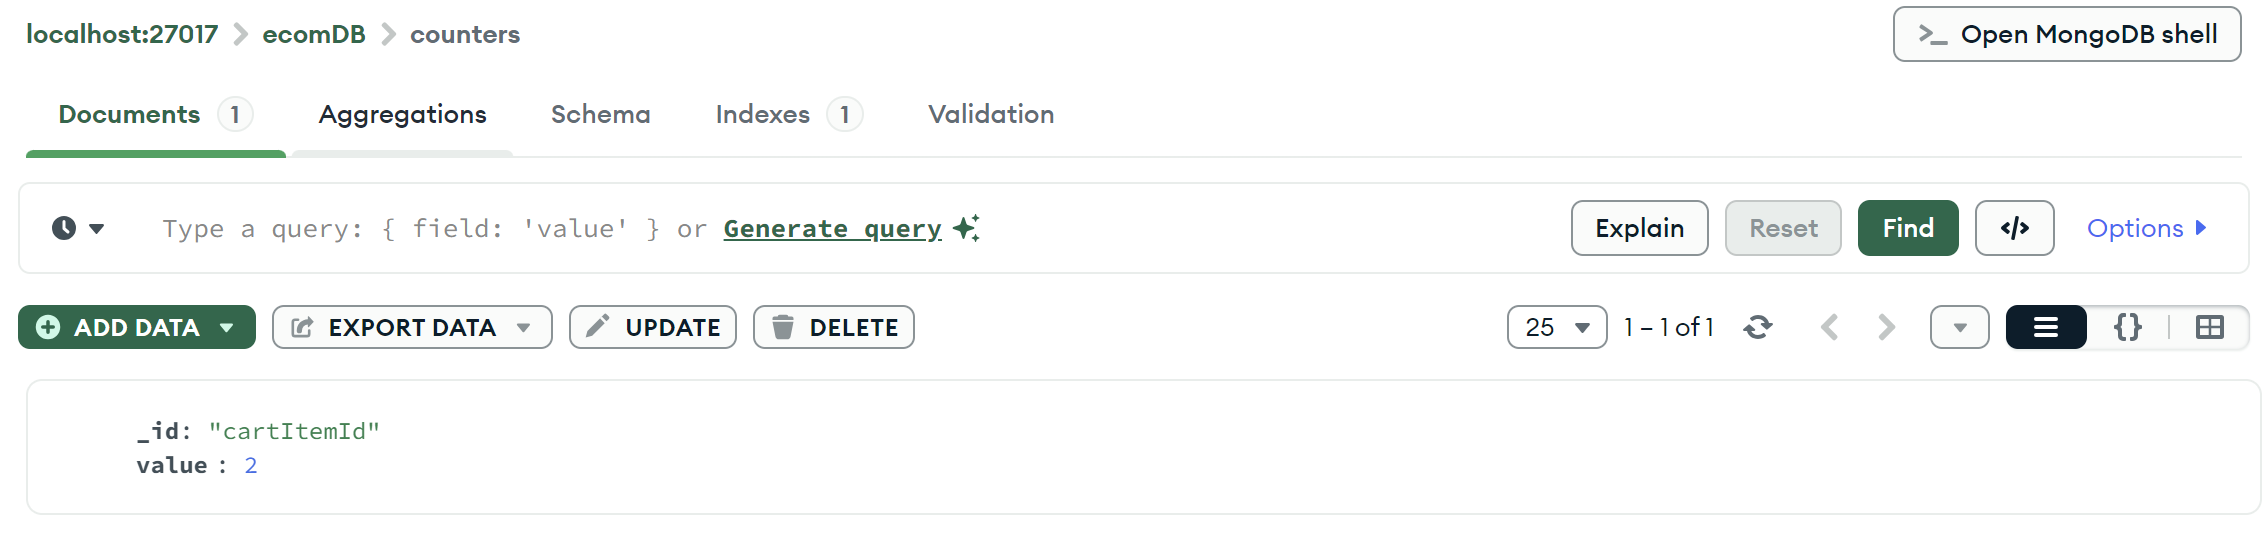 localhost:27017 > ecomDB > counters
>_ Open MongoDB shell
Documents 1 Aggregations Schema Indexes 1 Validation
Type a query: { field: 'value' } or Generate query
Explain Reset Find </> Options
ADD DATA EXPORT DATA UPDATE DELETE 25 1 – 1 of 1 {}
_id: "cartItemId"
value : 2